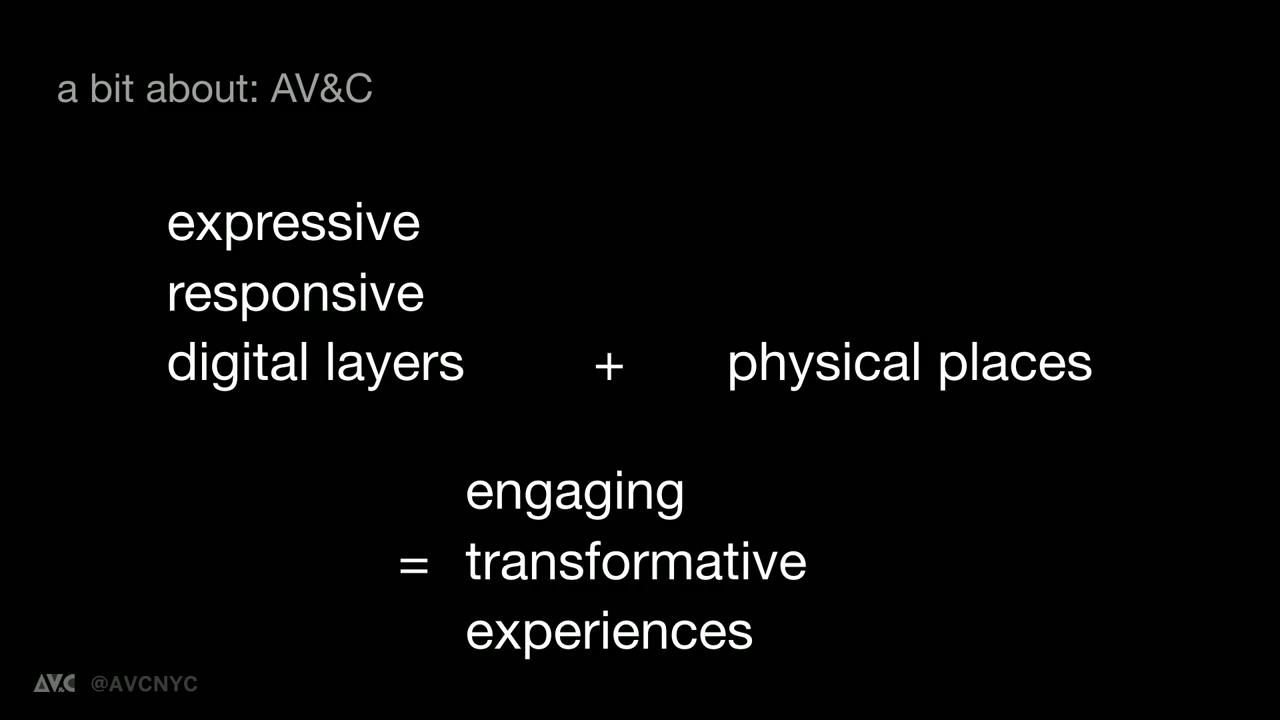 a bit about: AV&C
expressive
responsive
digital layers + physical places
engaging
= transformative
experiences
AV&C @AVCNYC